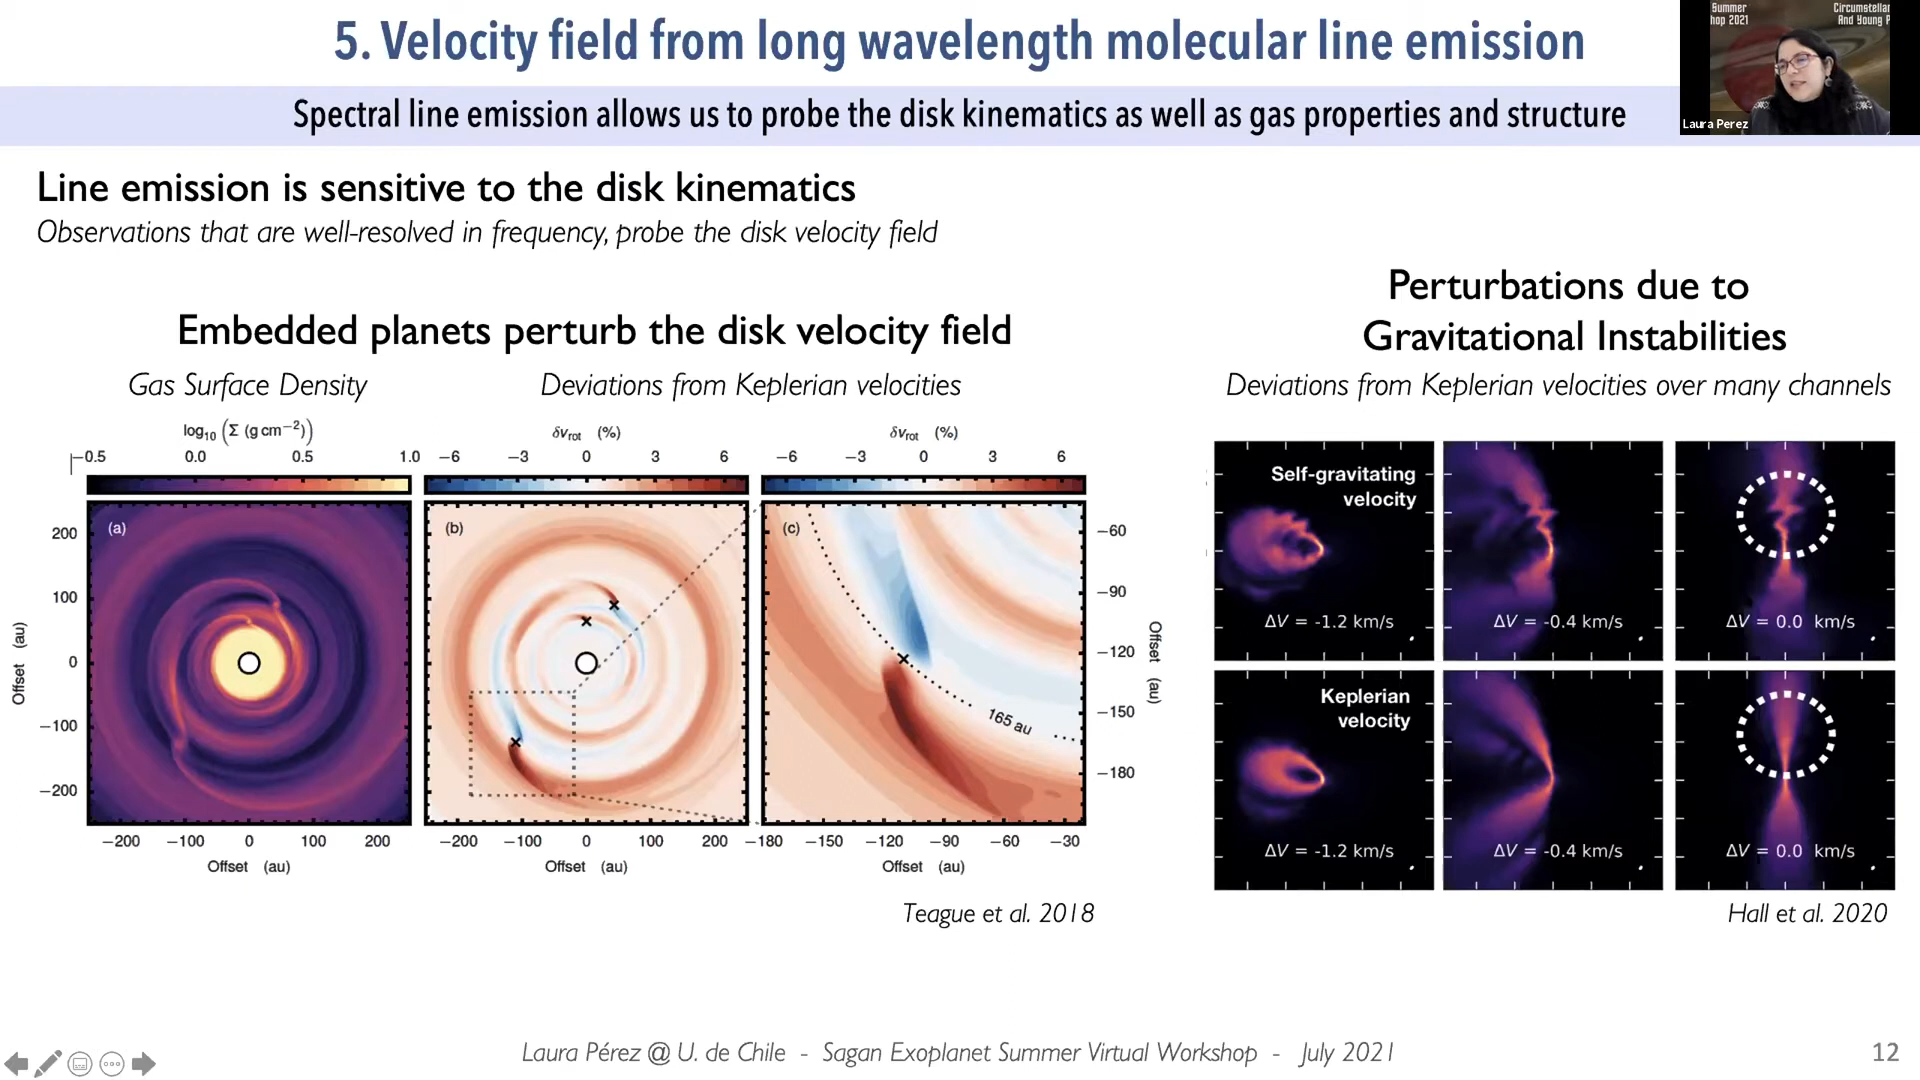 5. Velocity field from long wavelength molecular line emission
Spectral line emission allows us to probe the disk kinematics as well as gas properties and structure
Summer
hop 2021
Circumstellar
And Young P
Laura Perez
Line emission is sensitive to the disk kinematics
Observations that are well-resolved in frequency, probe the disk velocity field
Embedded planets perturb the disk velocity field
Gas Surface Density
Deviations from Keplerian velocities
log₁₀ (Σ (g cm⁻²))
δv_rot (%)
δv_rot (%)
−0.5 0.0 0.5 1.0
−6 −3 0 3 6
−6 −3 0 3 6
(a)
(b)
(c)
200
100
0
−100
−200
Offset (au)
−60
−90
−120
−150
−180
Offset (au)
165 au
−200 −100 0 100 200
−200 −100 0 100 200
−180 −150 −120 −90 −60 −30
Offset (au)
Offset (au)
Offset (au)
Teague et al. 2018
Perturbations due to
Gravitational Instabilities
Deviations from Keplerian velocities over many channels
Self-gravitating
velocity
ΔV = -1.2 km/s
ΔV = -0.4 km/s
ΔV = 0.0 km/s
Keplerian
velocity
ΔV = -1.2 km/s
ΔV = -0.4 km/s
ΔV = 0.0 km/s
Hall et al. 2020
Laura Pérez @ U. de Chile - Sagan Exoplanet Summer Virtual Workshop - July 2021
12